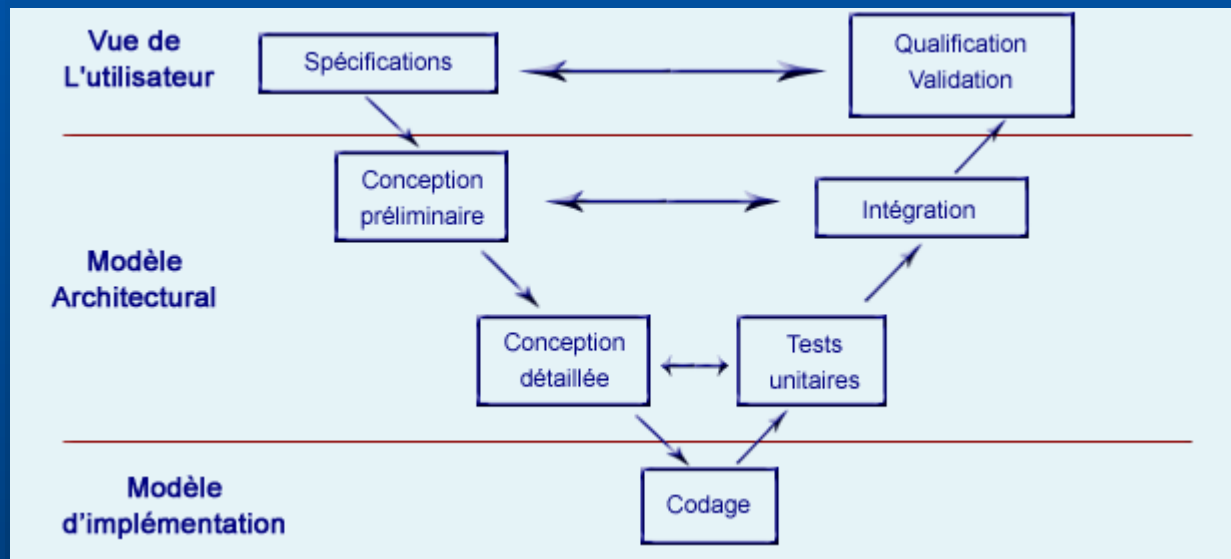 Vue de
L'utilisateur
Spécifications
Qualification
Validation
Conception
préliminaire
Intégration
Modèle
Architectural
Conception
détaillée
Tests
unitaires
Modèle
d'implémentation
Codage